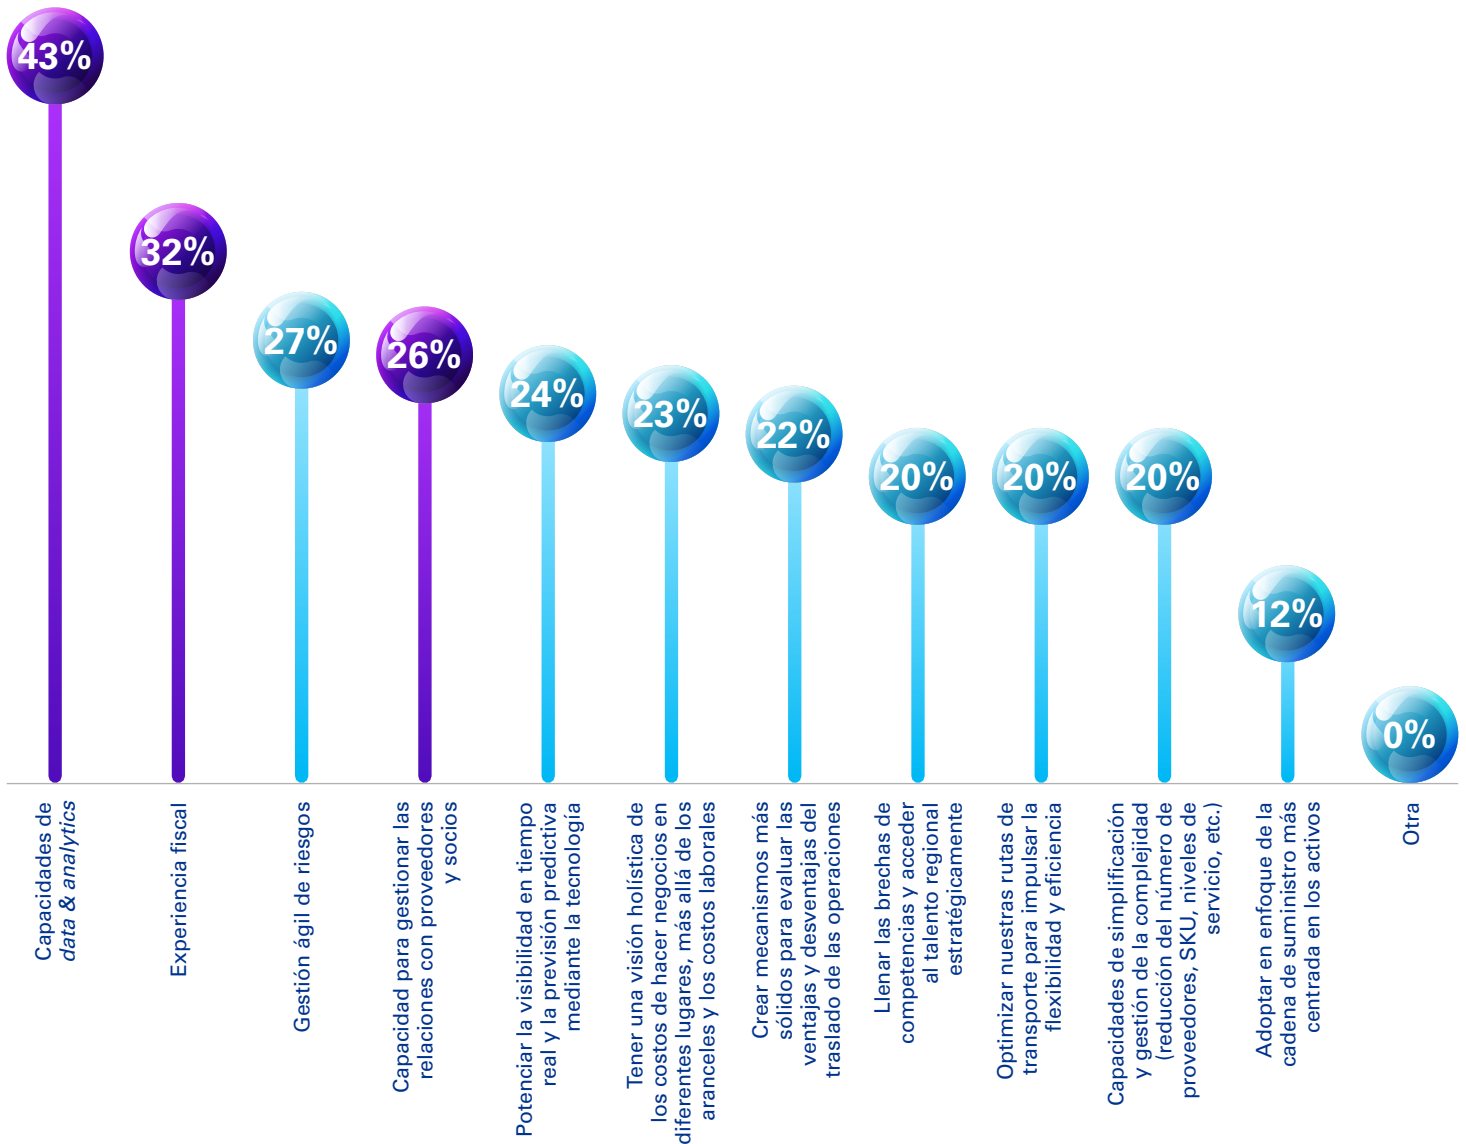 43%
32%
27%
26%
24%
23%
22%
20%
20%
20%
12%
0%
Capacidades de
data & analytics
Experiencia fiscal
Gestión ágil de riesgos
Capacidad para gestionar las
relaciones con proveedores
y socios
Potenciar la visibilidad en tiempo
real y la previsión predictiva
mediante la tecnología
Tener una visión holística de
los costos de hacer negocios en
diferentes lugares, más allá de los
aranceles y los costos laborales
Crear mecanismos más
sólidos para evaluar las
ventajas y desventajas del
traslado de las operaciones
Llenar las brechas de
competencias y acceder
al talento regional
estratégicamente
Optimizar nuestras rutas de
transporte para impulsar la
flexibilidad y eficiencia
Capacidades de simplificación
y gestión de la complejidad
(reducción del número de
proveedores, SKU, niveles de
servicio, etc.)
Adoptar en enfoque de la
cadena de suministro más
centrada en los activos
Otra